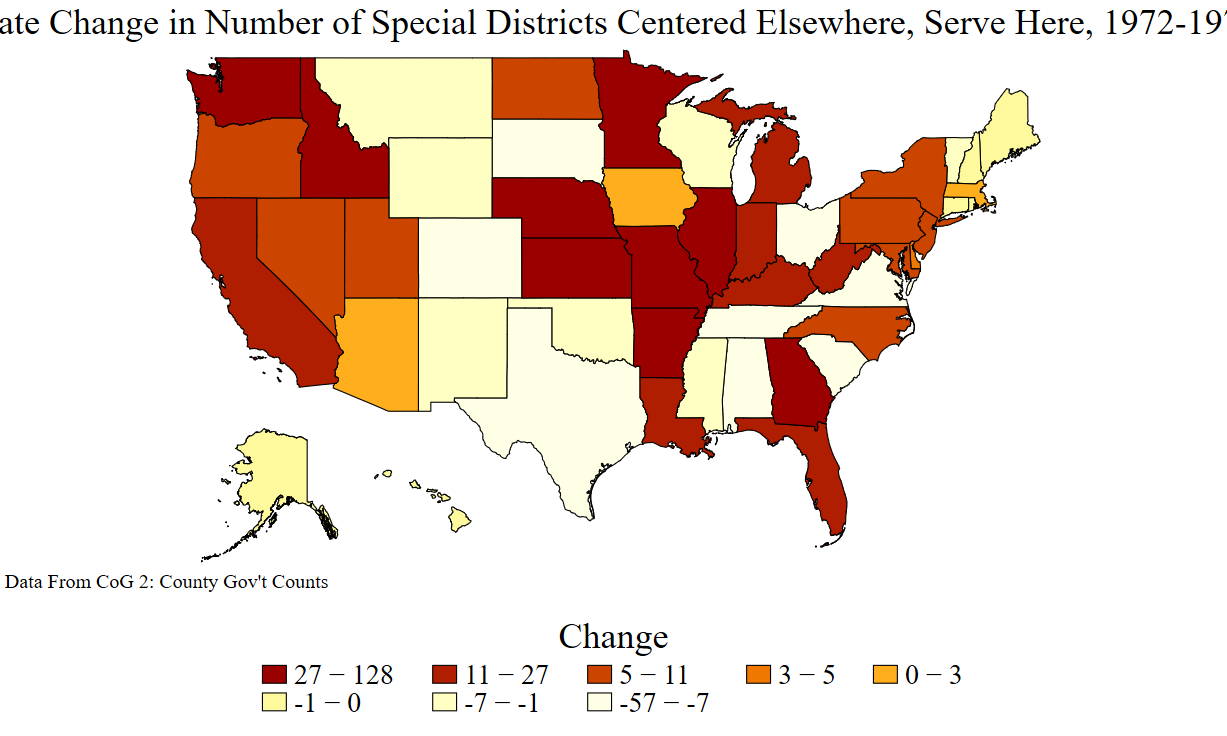 ate Change in Number of Special Districts Centered Elsewhere, Serve Here, 1972-197
Data From CoG 2: County Gov't Counts
Change
27 − 128 11 − 27 5 − 11 3 − 5 0 − 3
-1 − 0 -7 − -1 -57 − -7